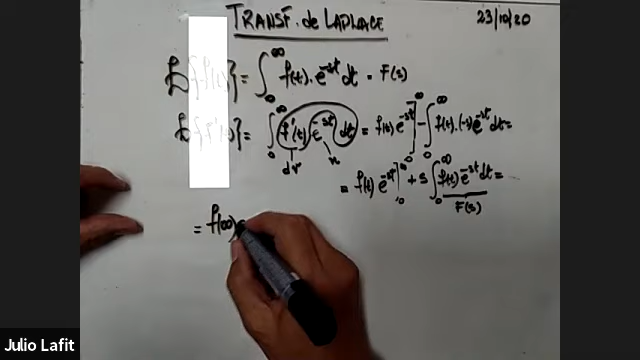 TRANSF. de LAPLACE 23/10/20
£{f(t)} = ∫₀^∞ f(t).e^-st dt = F(s)
£{f'(t)} = ∫₀^∞ f'(t) e^-st dt = f(t) e^-st]₀^∞ - ∫₀^∞ f(t).(-s)e^-st dt =
dv u
= f(t) e^-st|₀^∞ + s ∫₀^∞ f(t) e^-st dt =
F(s)
= f(∞)
Julio Lafit